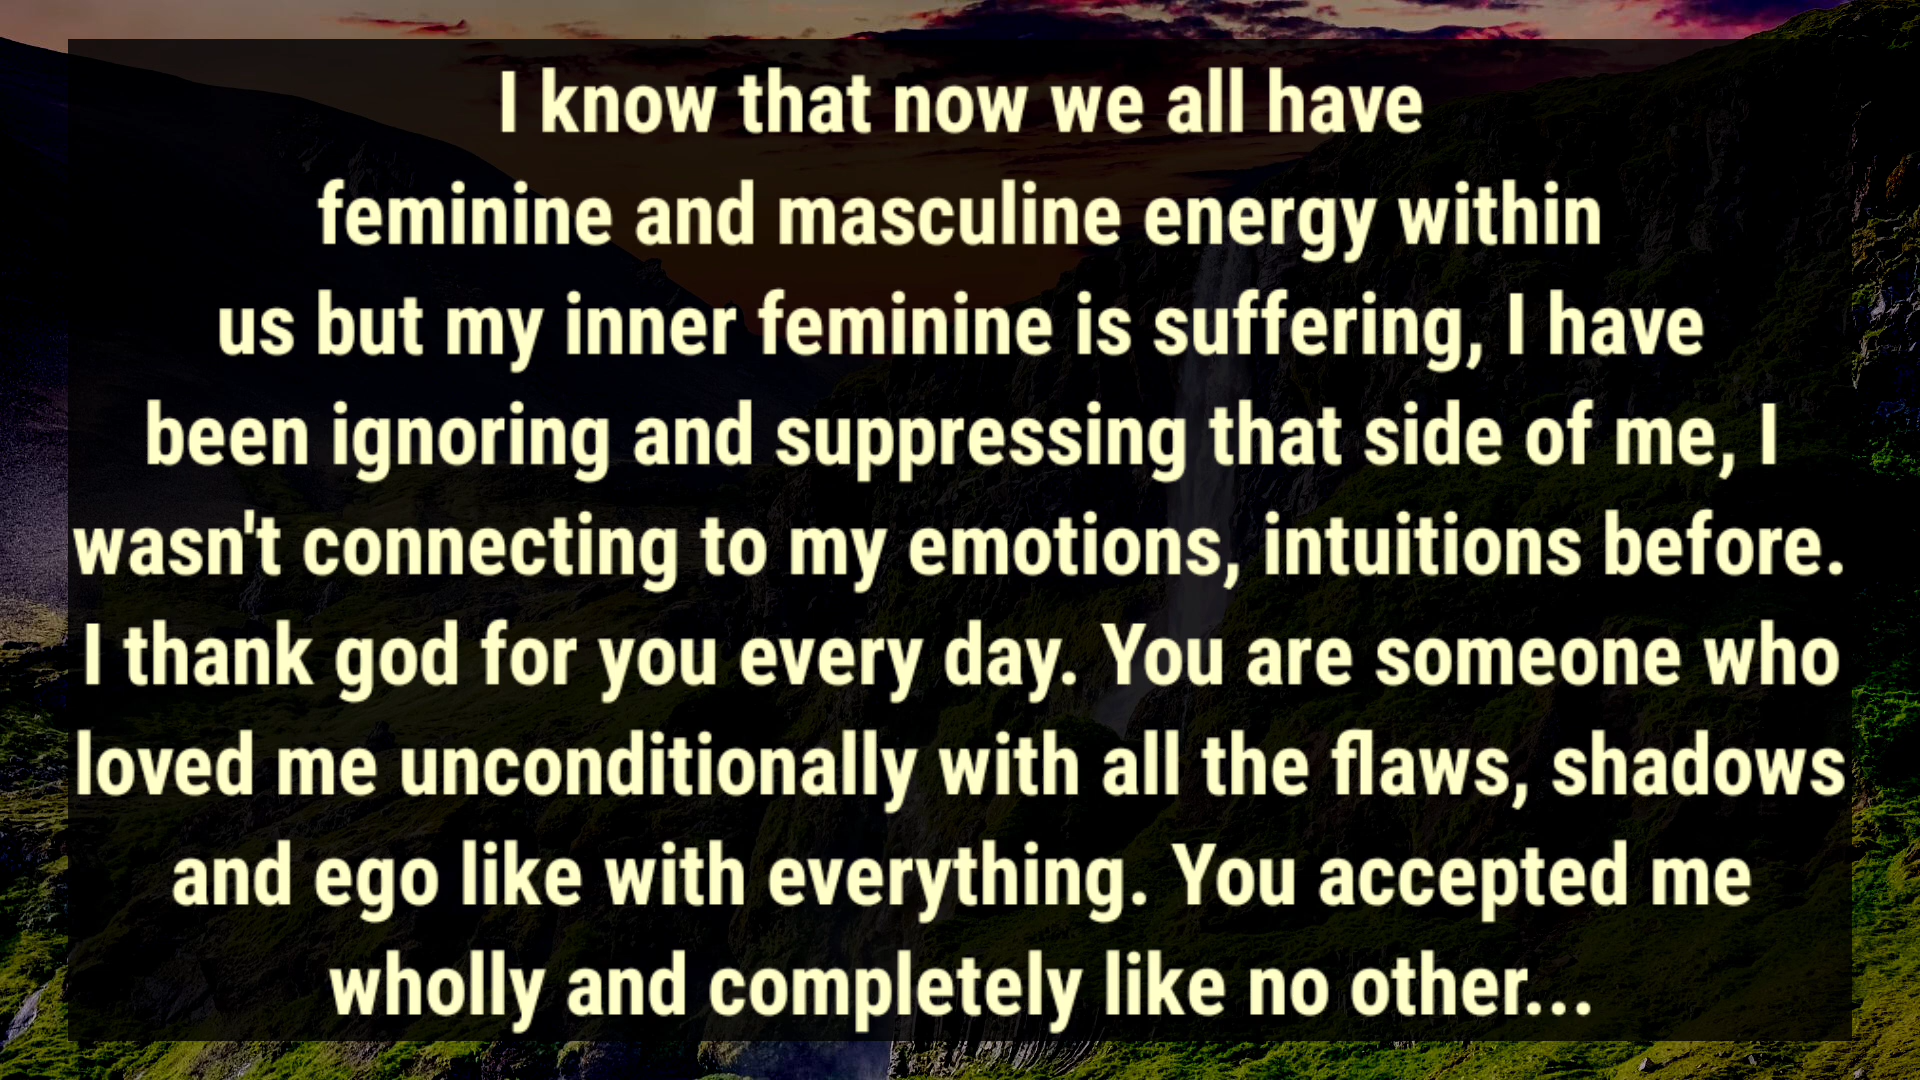 I know that now we all have
feminine and masculine energy within
us but my inner feminine is suffering, I have
been ignoring and suppressing that side of me, I
wasn't connecting to my emotions, intuitions before.
I thank god for you every day. You are someone who
loved me unconditionally with all the flaws, shadows
and ego like with everything. You accepted me
wholly and completely like no other...